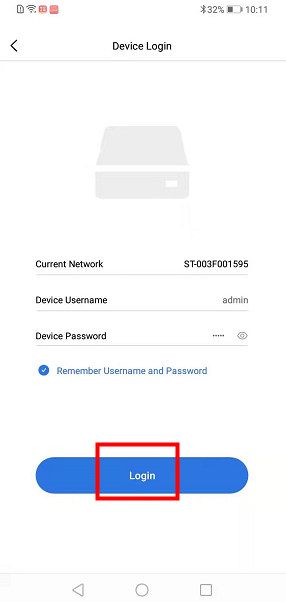 32% 10:11
Device Login
Current Network ST-003F001595
Device Username admin
Device Password •••••
Remember Username and Password
Login